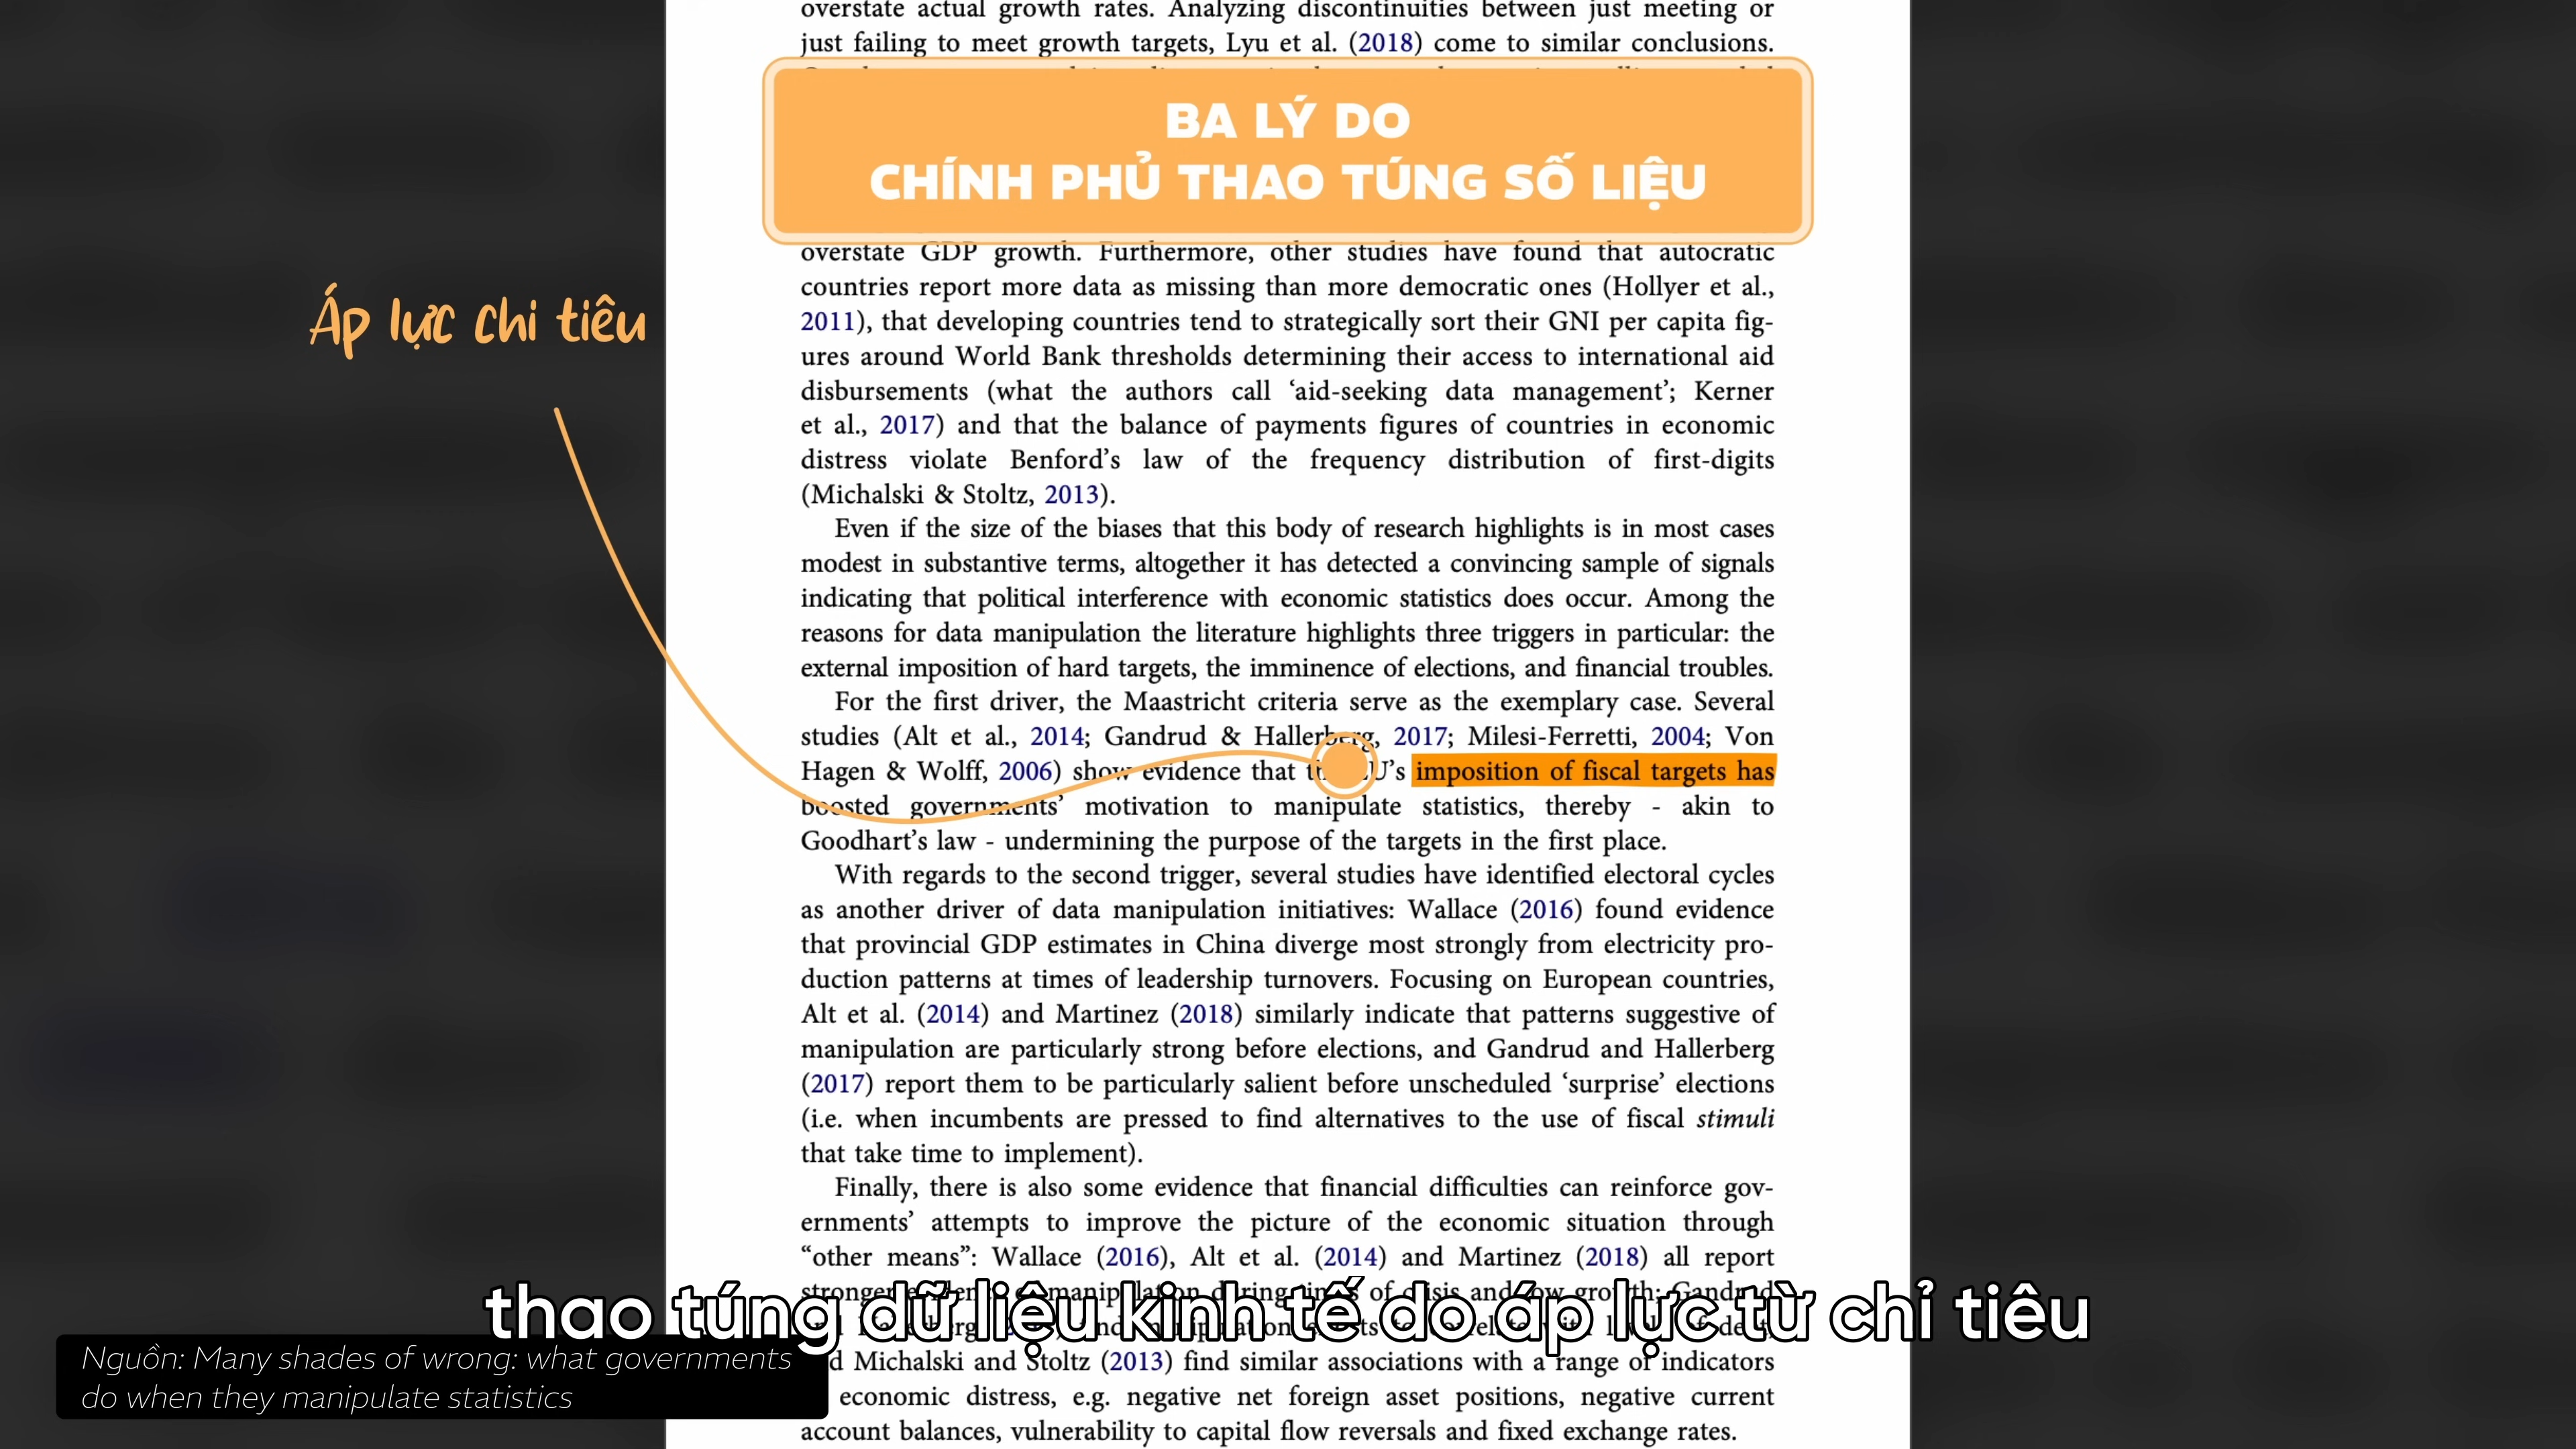 overstate actual growth rates. Analyzing discontinuities between just meeting or
just failing to meet growth targets, Lyu et al. (2018) come to similar conclusions.
BA LÝ DO
CHÍNH PHỦ THAO TÚNG SỐ LIỆU
overstate GDP growth. Furthermore, other studies have found that autocratic
countries report more data as missing than more democratic ones (Hollyer et al.,
2011), that developing countries tend to strategically sort their GNI per capita fig-
ures around World Bank thresholds determining their access to international aid
disbursements (what the authors call ‘aid-seeking data management’; Kerner
et al., 2017) and that the balance of payments figures of countries in economic
distress violate Benford’s law of the frequency distribution of first-digits
(Michalski & Stoltz, 2013).
Áp lực chi tiêu
Even if the size of the biases that this body of research highlights is in most cases
modest in substantive terms, altogether it has detected a convincing sample of signals
indicating that political interference with economic statistics does occur. Among the
reasons for data manipulation the literature highlights three triggers in particular: the
external imposition of hard targets, the imminence of elections, and financial troubles.
For the first driver, the Maastricht criteria serve as the exemplary case. Several
studies (Alt et al., 2014; Gandrud & Hallerberg, 2017; Milesi-Ferretti, 2004; Von
Hagen & Wolff, 2006) show evidence that imposition of fiscal targets has
boosted governments’ motivation to manipulate statistics, thereby - akin to
Goodhart’s law - undermining the purpose of the targets in the first place.
With regards to the second trigger, several studies have identified electoral cycles
as another driver of data manipulation initiatives: Wallace (2016) found evidence
that provincial GDP estimates in China diverge most strongly from electricity pro-
duction patterns at times of leadership turnovers. Focusing on European countries,
Alt et al. (2014) and Martinez (2018) similarly indicate that patterns suggestive of
manipulation are particularly strong before elections, and Gandrud and Hallerberg
(2017) report them to be particularly salient before unscheduled ‘surprise’ elections
(i.e. when incumbents are pressed to find alternatives to the use of fiscal stimuli
that take time to implement).
Finally, there is also some evidence that financial difficulties can reinforce gov-
ernments’ attempts to improve the picture of the economic situation through
“other means”: Wallace (2016), Alt et al. (2014) and Martinez (2018) all report
thao túng dữ liệu kinh tế do áp lực từ chỉ tiêu
Michalski and Stoltz (2013) find similar associations with a range of indicators
economic distress, e.g. negative net foreign asset positions, negative current
account balances, vulnerability to capital flow reversals and fixed exchange rates.
Nguồn: Many shades of wrong: what governments
do when they manipulate statistics